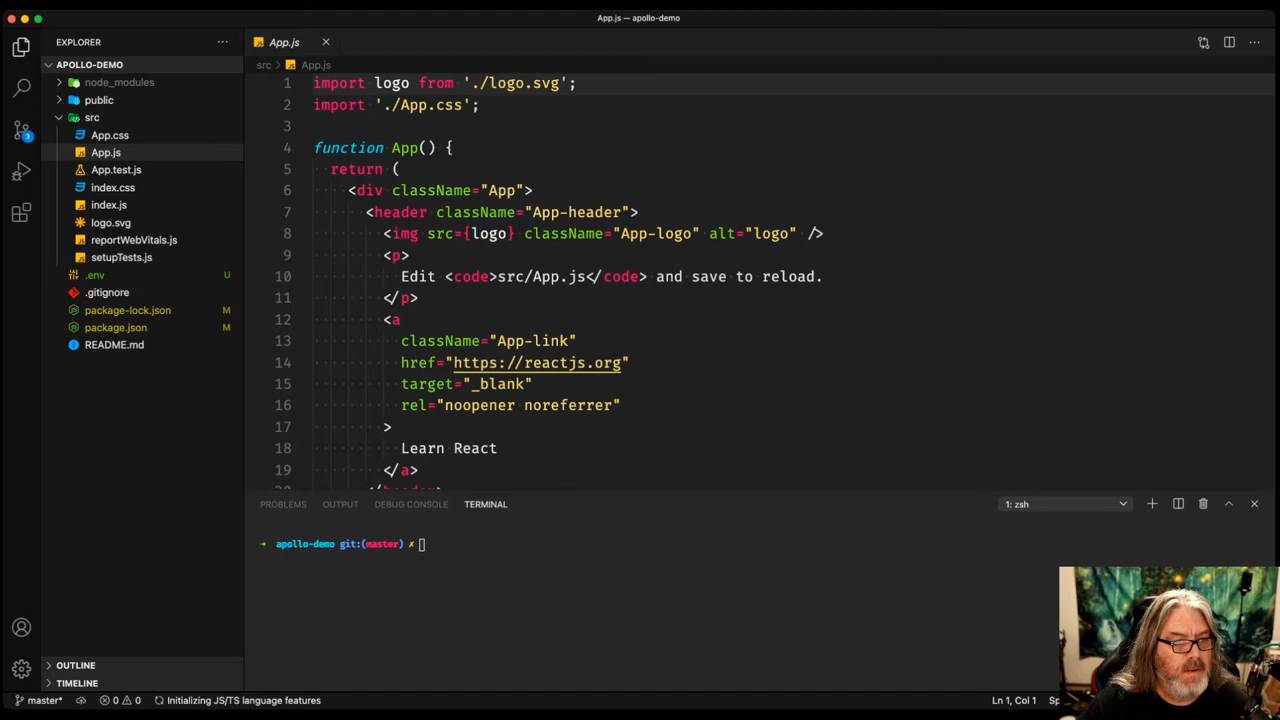 App.js — apollo-demo
EXPLORER
APOLLO-DEMO
node_modules
public
src
App.css
App.js
App.test.js
index.css
index.js
logo.svg
reportWebVitals.js
setupTests.js
.env U
.gitignore
package-lock.json M
package.json M
README.md
OUTLINE
TIMELINE
App.js
src › App.js
1 import logo from './logo.svg';
2 import './App.css';
3
4 function App() {
5 return (
6 <div className="App">
7 <header className="App-header">
8 <img src={logo} className="App-logo" alt="logo" />
9 <p>
10 Edit <code>src/App.js</code> and save to reload.
11 </p>
12 <a
13 className="App-link"
14 href="https://reactjs.org"
15 target="_blank"
16 rel="noopener noreferrer"
17 >
18 Learn React
19 </a>
20 </header>
PROBLEMS OUTPUT DEBUG CONSOLE TERMINAL 1: zsh
→ apollo-demo git:(master) ✗
3
master* 0 0 Initializing JS/TS language features Ln 1, Col 1